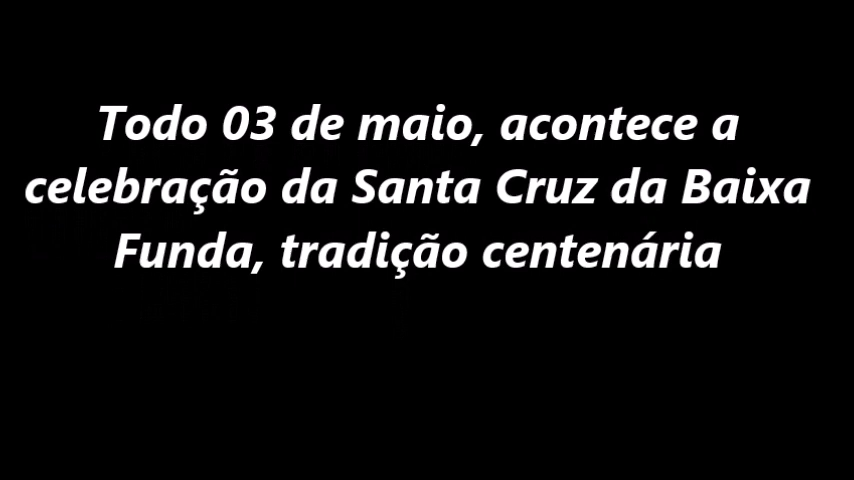 Todo 03 de maio, acontece a
celebração da Santa Cruz da Baixa
Funda, tradição centenária